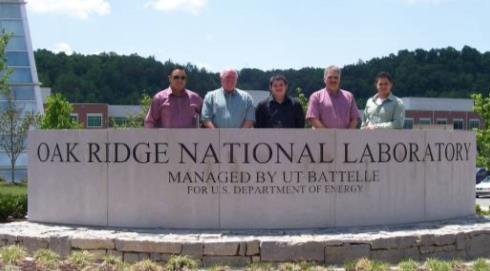 OAK RIDGE NATIONAL LABORATORY
MANAGED BY UT-BATTELLE
FOR U.S. DEPARTMENT OF ENERGY